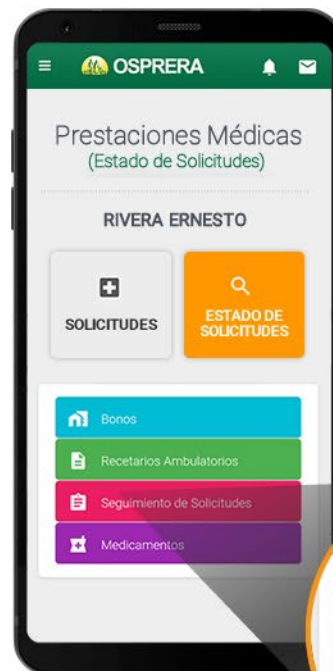 OSPRERA
Prestaciones Médicas
(Estado de Solicitudes)
RIVERA ERNESTO
SOLICITUDES
ESTADO DE
SOLICITUDES
Bonos
Recetarios Ambulatorios
Seguimiento de Solicitudes
Medicamentos